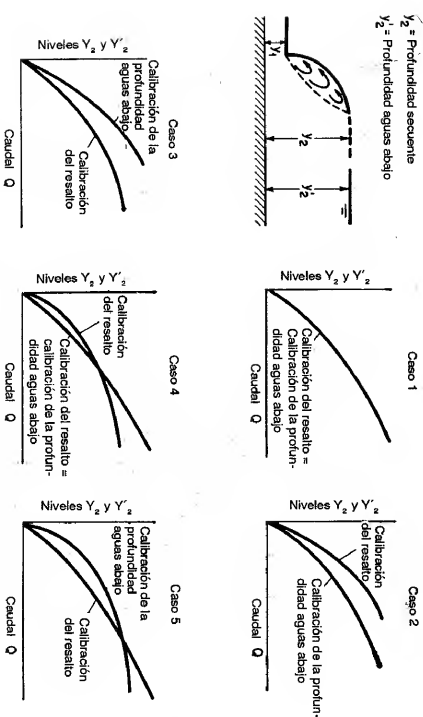 y₂ = Profundidad secuente
y'₂ = Profundidad aguas abajo
y₁
y₂
y'₂
Caso 1
Niveles Y₂ y Y'₂
Calibración del resalto =
Calibración de la profun-
didad aguas abajo
Caudal Q
Caso 2
Niveles Y₂ y Y'₂
Calibración
del resalto
Calibración de la profun-
didad aguas abajo
Caudal Q
Caso 3
Niveles Y₂ y Y'₂
Calibración de la
profundidad
aguas abajo
Calibración
del resalto
Caudal Q
Caso 4
Niveles Y₂ y Y'₂
Calibración
del resalto
Calibración del resalto =
calibración de la profun-
didad aguas abajo
Caudal Q
Caso 5
Niveles Y₂ y Y'₂
Calibración de la
profundidad
aguas abajo
Calibración
del resalto
Caudal Q